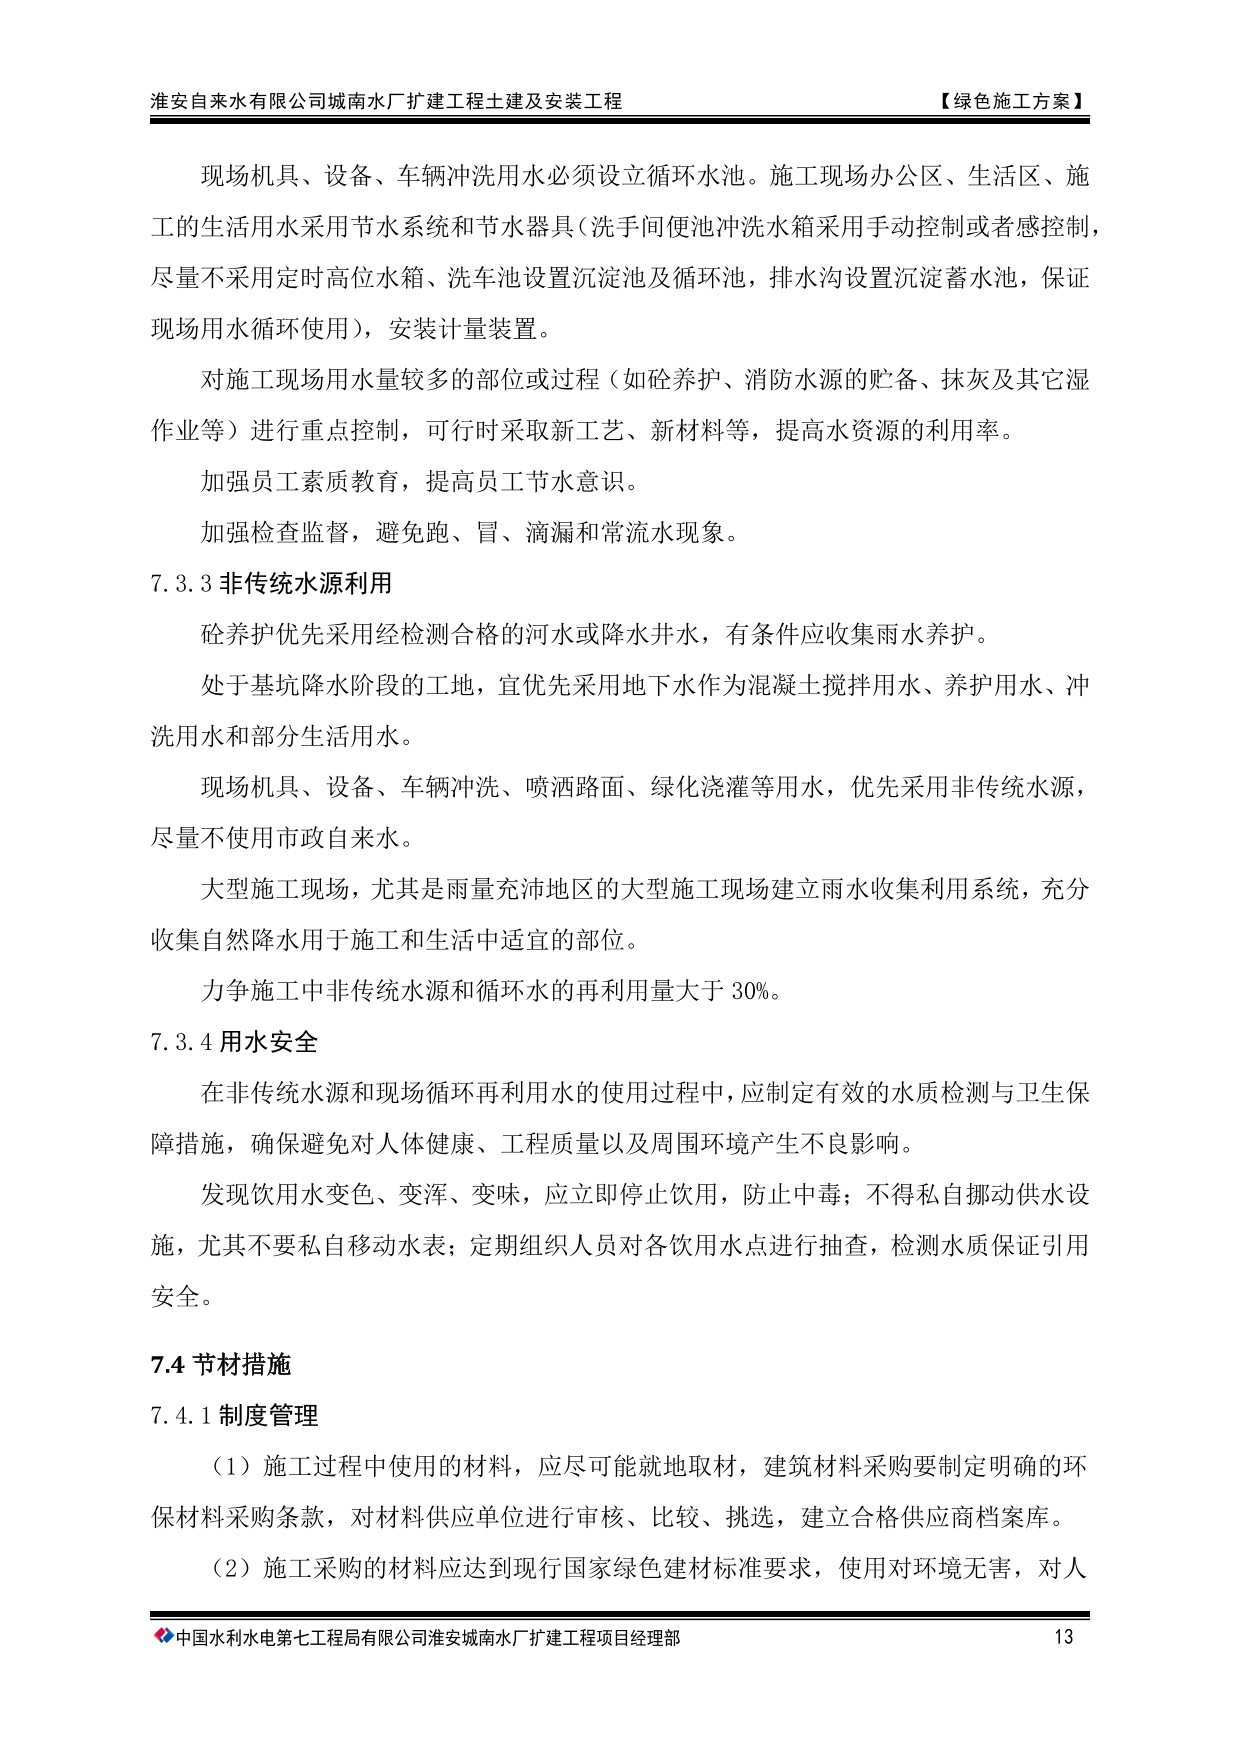 淮安自来水有限公司城南水厂扩建工程土建及安装工程 【绿色施工方案】
现场机具、设备、车辆冲洗用水必须设立循环水池。施工现场办公区、生活区、施
工的生活用水采用节水系统和节水器具(洗手间便池冲洗水箱采用手动控制或者感控制，
尽量不采用定时高位水箱、洗车池设置沉淀池及循环池，排水沟设置沉淀蓄水池，保证
现场用水循环使用)，安装计量装置。
对施工现场用水量较多的部位或过程（如砼养护、消防水源的贮备、抹灰及其它湿
作业等）进行重点控制，可行时采取新工艺、新材料等，提高水资源的利用率。
加强员工素质教育，提高员工节水意识。
加强检查监督，避免跑、冒、滴漏和常流水现象。
7.3.3 非传统水源利用
砼养护优先采用经检测合格的河水或降水井水，有条件应收集雨水养护。
处于基坑降水阶段的工地，宜优先采用地下水作为混凝土搅拌用水、养护用水、冲
洗用水和部分生活用水。
现场机具、设备、车辆冲洗、喷洒路面、绿化浇灌等用水，优先采用非传统水源，
尽量不使用市政自来水。
大型施工现场，尤其是雨量充沛地区的大型施工现场建立雨水收集利用系统，充分
收集自然降水用于施工和生活中适宜的部位。
力争施工中非传统水源和循环水的再利用量大于 30%。
7.3.4 用水安全
在非传统水源和现场循环再利用水的使用过程中，应制定有效的水质检测与卫生保
障措施，确保避免对人体健康、工程质量以及周围环境产生不良影响。
发现饮用水变色、变浑、变味，应立即停止饮用，防止中毒；不得私自挪动供水设
施，尤其不要私自移动水表；定期组织人员对各饮用水点进行抽查，检测水质保证引用
安全。
7.4 节材措施
7.4.1 制度管理
（1）施工过程中使用的材料，应尽可能就地取材，建筑材料采购要制定明确的环
保材料采购条款，对材料供应单位进行审核、比较、挑选，建立合格供应商档案库。
（2）施工采购的材料应达到现行国家绿色建材标准要求，使用对环境无害，对人
中国水利水电第七工程局有限公司淮安城南水厂扩建工程项目经理部 13